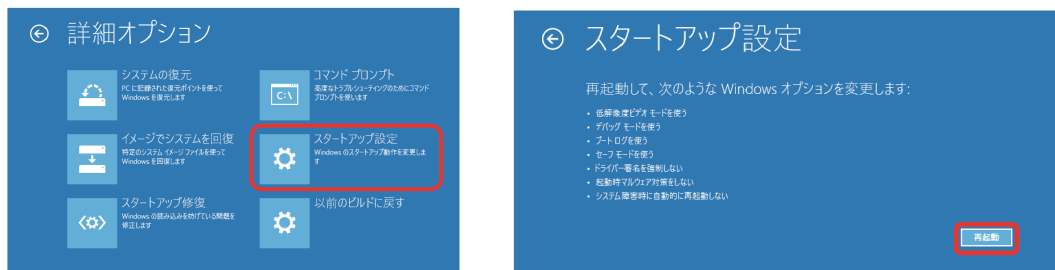 詳細オプション
システムの復元
PC に記録された復元ポイントを使って
Windows を復元します
コマンド プロンプト
高度なトラブルシューティングのためにコマンド
プロンプトを使います
C:\
イメージでシステムを回復
特定のシステム イメージ ファイルを使って
Windows を回復します
スタートアップ設定
Windows のスタートアップ動作を変更しま
す
スタートアップ修復
Windows の読み込みを妨げている問題を
修正します
以前のビルドに戻す
スタートアップ設定
再起動して、次のような Windows オプションを変更します:
• 低解像度ビデオ モードを使う
• デバッグ モードを使う
• ブート ログを使う
• セーフ モードを使う
• ドライバー署名を強制しない
• 起動時マルウェア対策をしない
• システム障害時に自動的に再起動しない
再起動